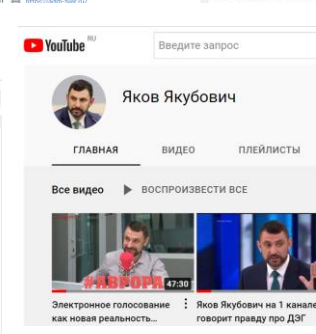 YouTube RU
Введите запрос
Яков Якубович
ГЛАВНАЯ ВИДЕО ПЛЕЙЛИСТЫ
Все видео ВОСПРОИЗВЕСТИ ВСЕ
#АВРОРА
47:30
Электронное голосование Яков Якубович на 1 канале
как новая реальность... говорит правду про ДЭГ